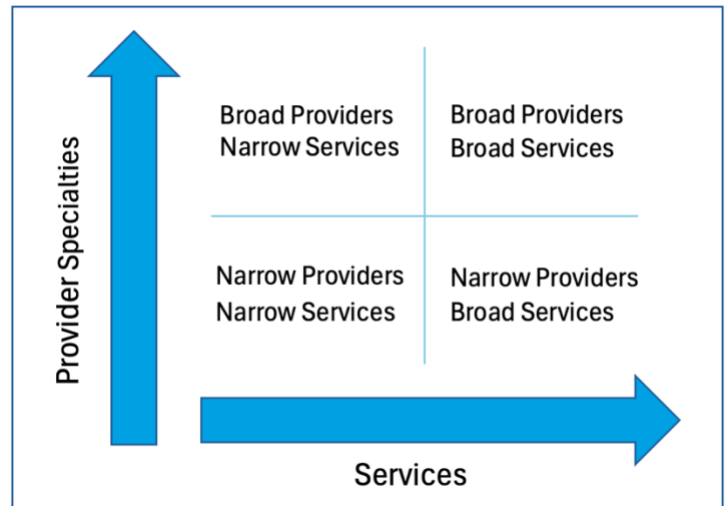 Provider Specialties
Broad Providers
Narrow Services
Broad Providers
Broad Services
Narrow Providers
Narrow Services
Narrow Providers
Broad Services
Services